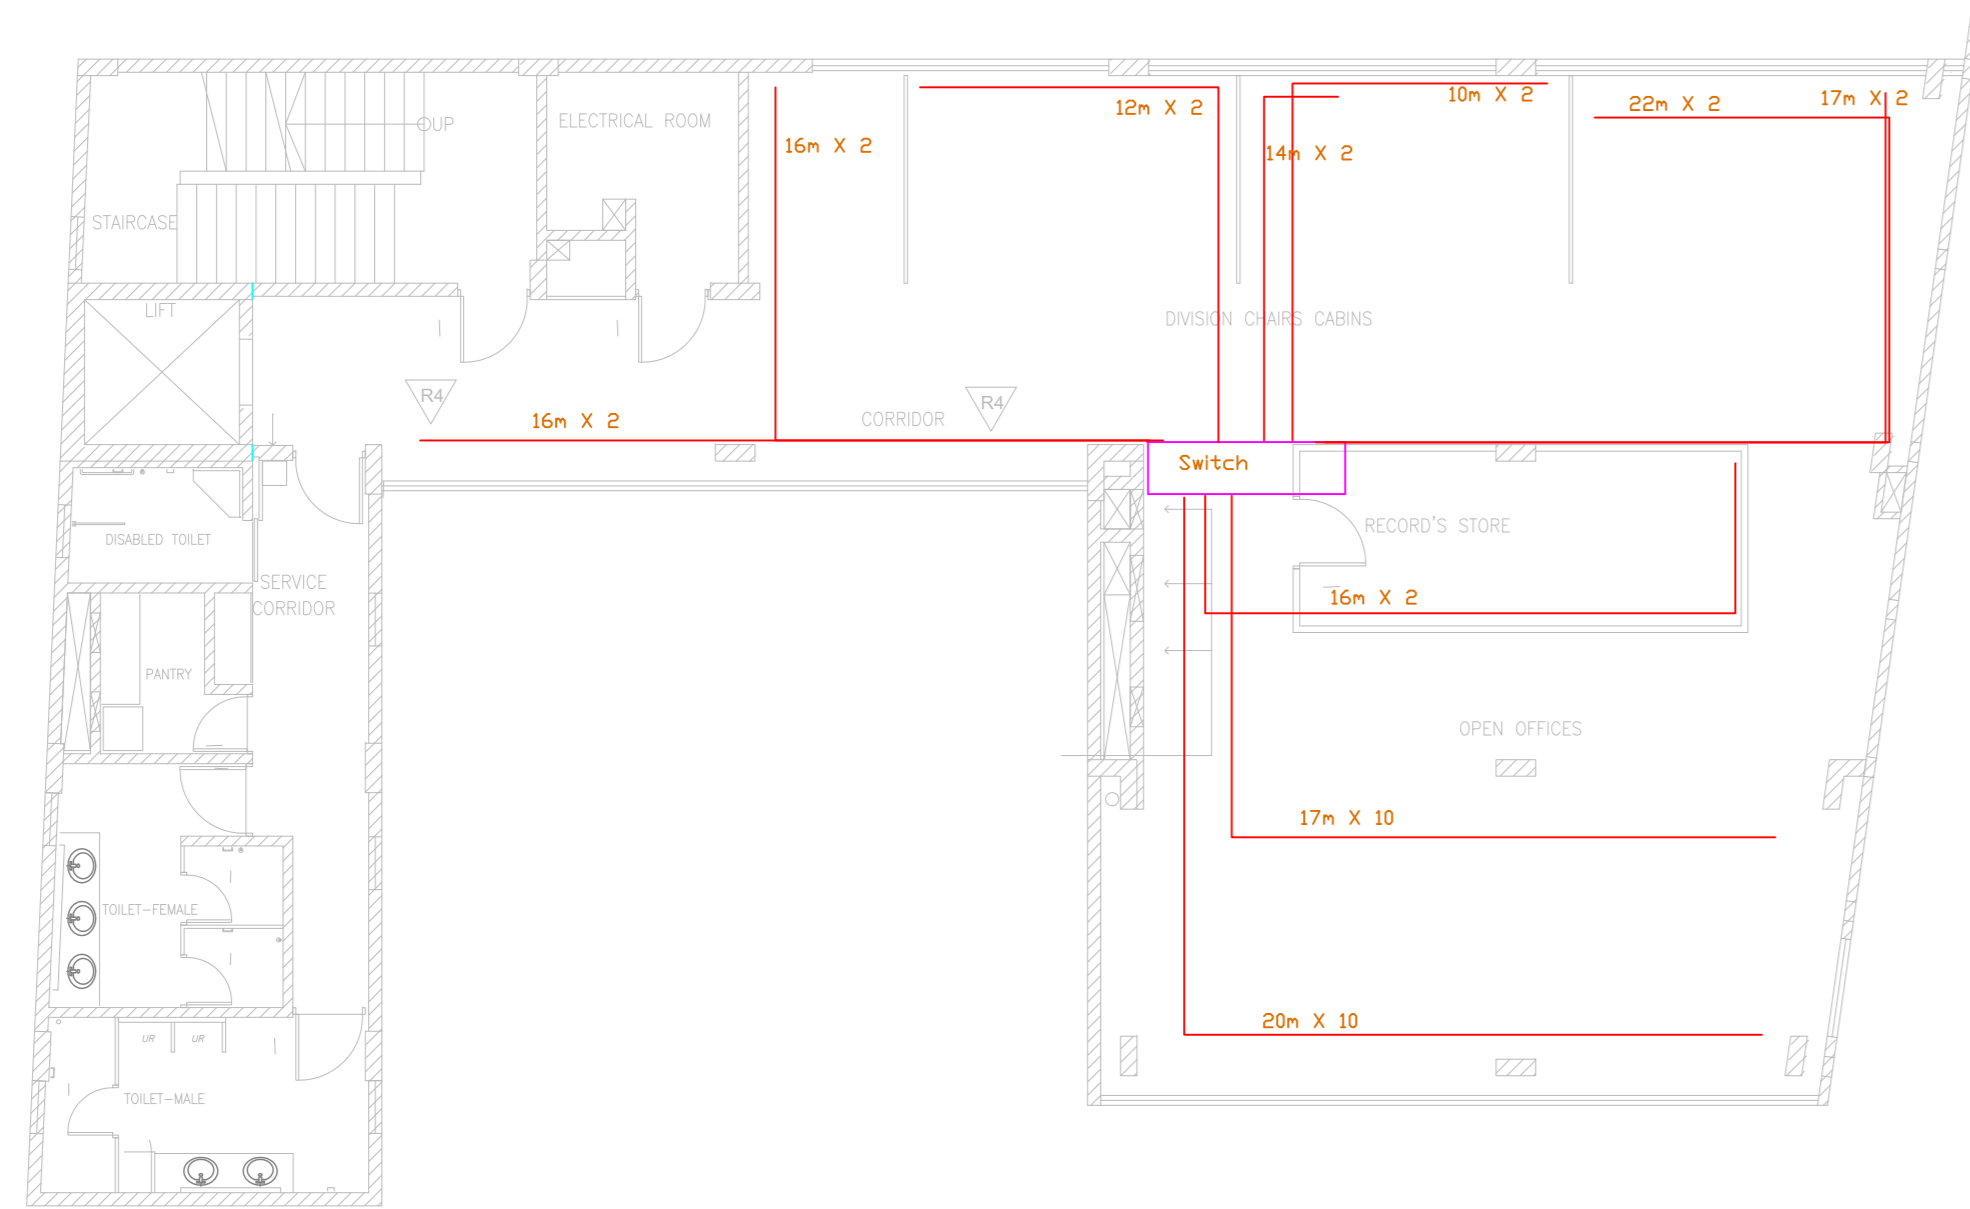 10m X 2
22m X 2
17m X 2
12m X 2
UP
ELECTRICAL ROOM
16m X 2
14m X 2
STAIRCASE
LIFT
DIVISION CHAIRS CABINS
R4
R4
16m X 2
CORRIDOR
Switch
RECORD'S STORE
DISABLED TOILET
SERVICE
CORRIDOR
16m X 2
PANTRY
OPEN OFFICES
17m X 10
TOILET-FEMALE
20m X 10
UR
UR
TOILET-MALE